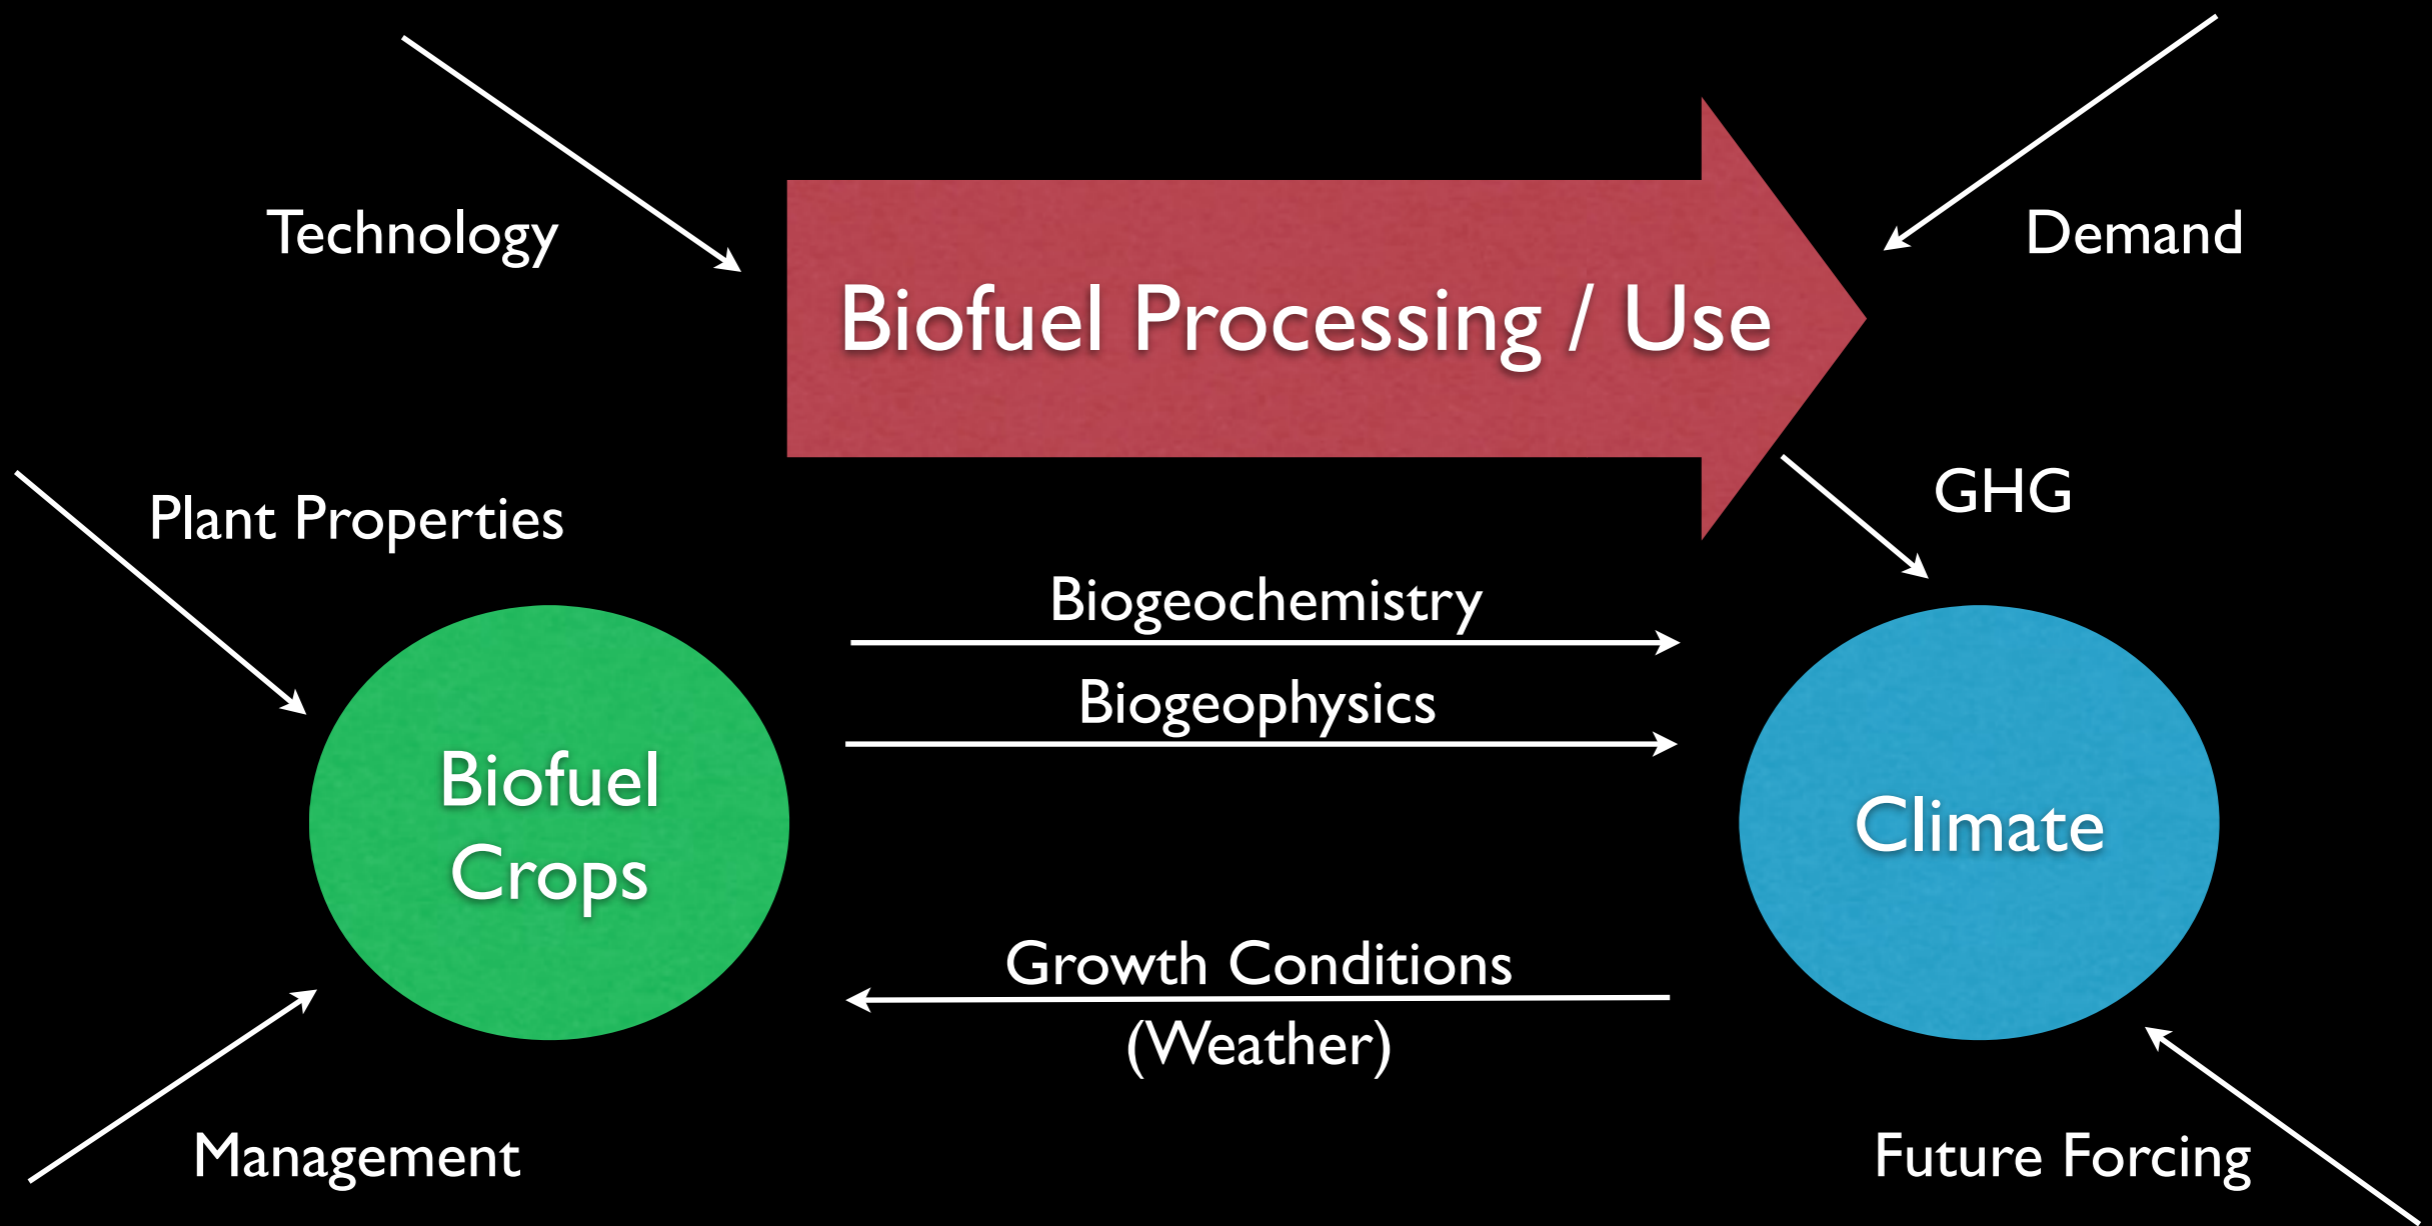 Technology
Demand
Biofuel Processing / Use
GHG
Plant Properties
Biogeochemistry
Biogeophysics
Biofuel
Crops
Climate
Growth Conditions
(Weather)
Management
Future Forcing